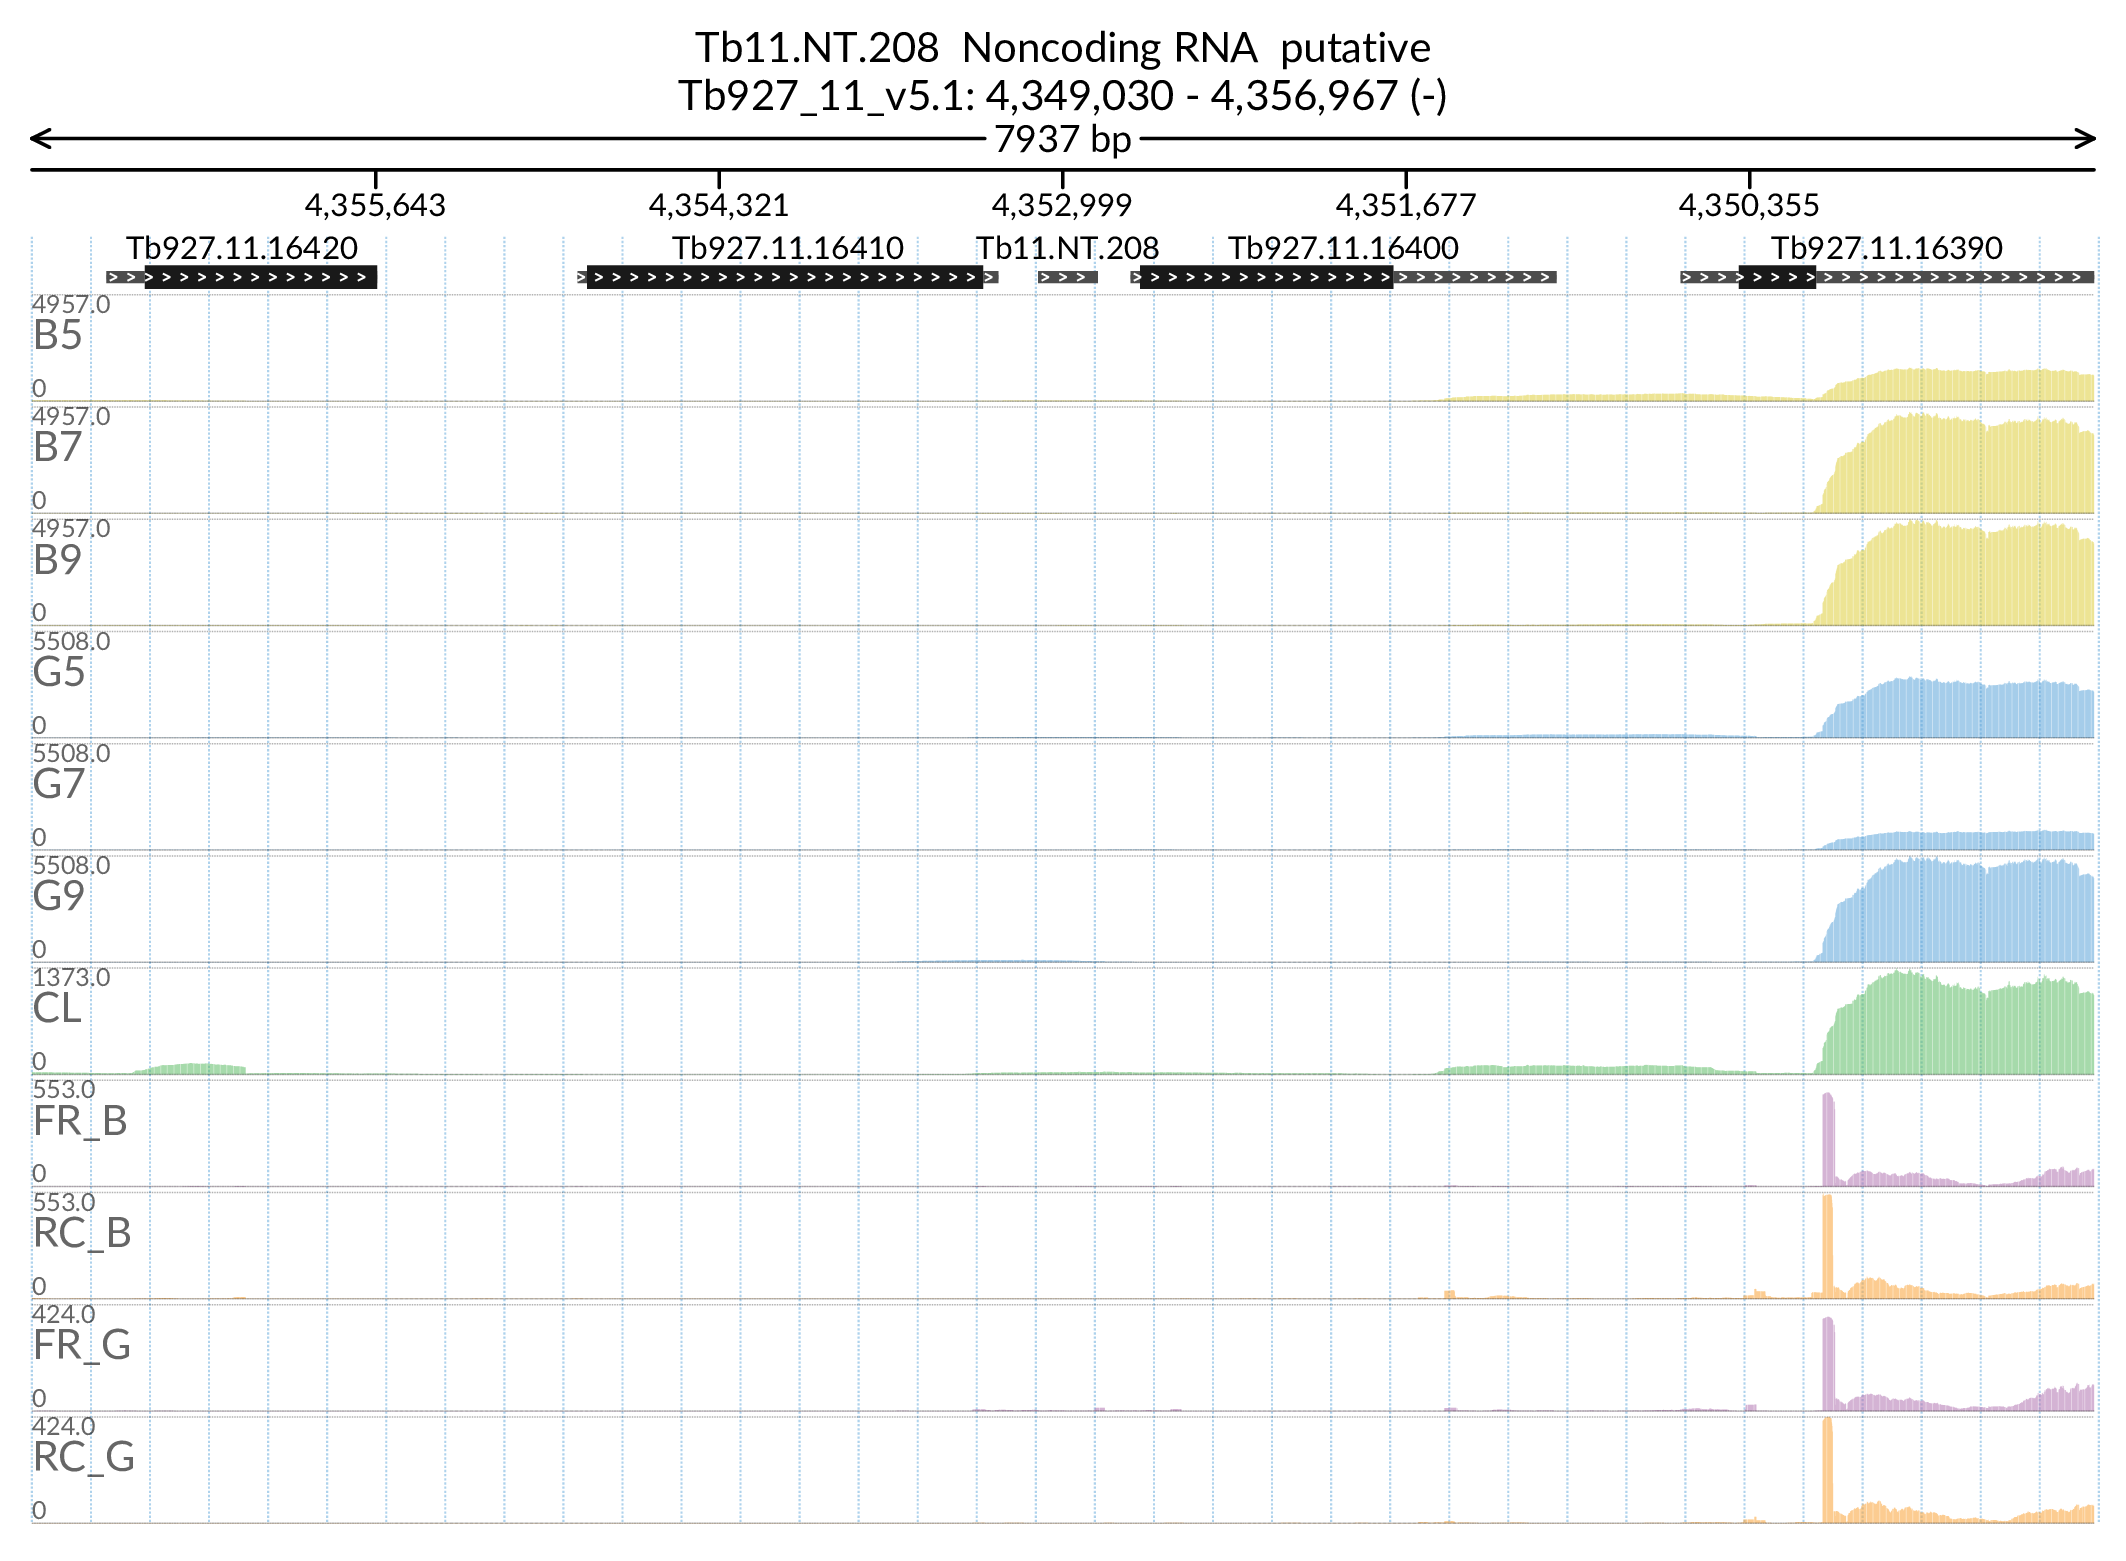 Tb11.NT.208  Noncoding RNA  putative
Tb927_11_v5.1: 4,349,030 - 4,356,967 (-)
7937 bp
4,355,643 4,354,321 4,352,999 4,351,677 4,350,355
Tb927.11.16420 Tb927.11.16410 Tb11.NT.208 Tb927.11.16400 Tb927.11.16390
4957.0
B5
0
4957.0
B7
0
4957.0
B9
0
5508.0
G5
0
5508.0
G7
0
5508.0
G9
0
1373.0
CL
0
553.0
FR_B
0
553.0
RC_B
0
424.0
FR_G
0
424.0
RC_G
0